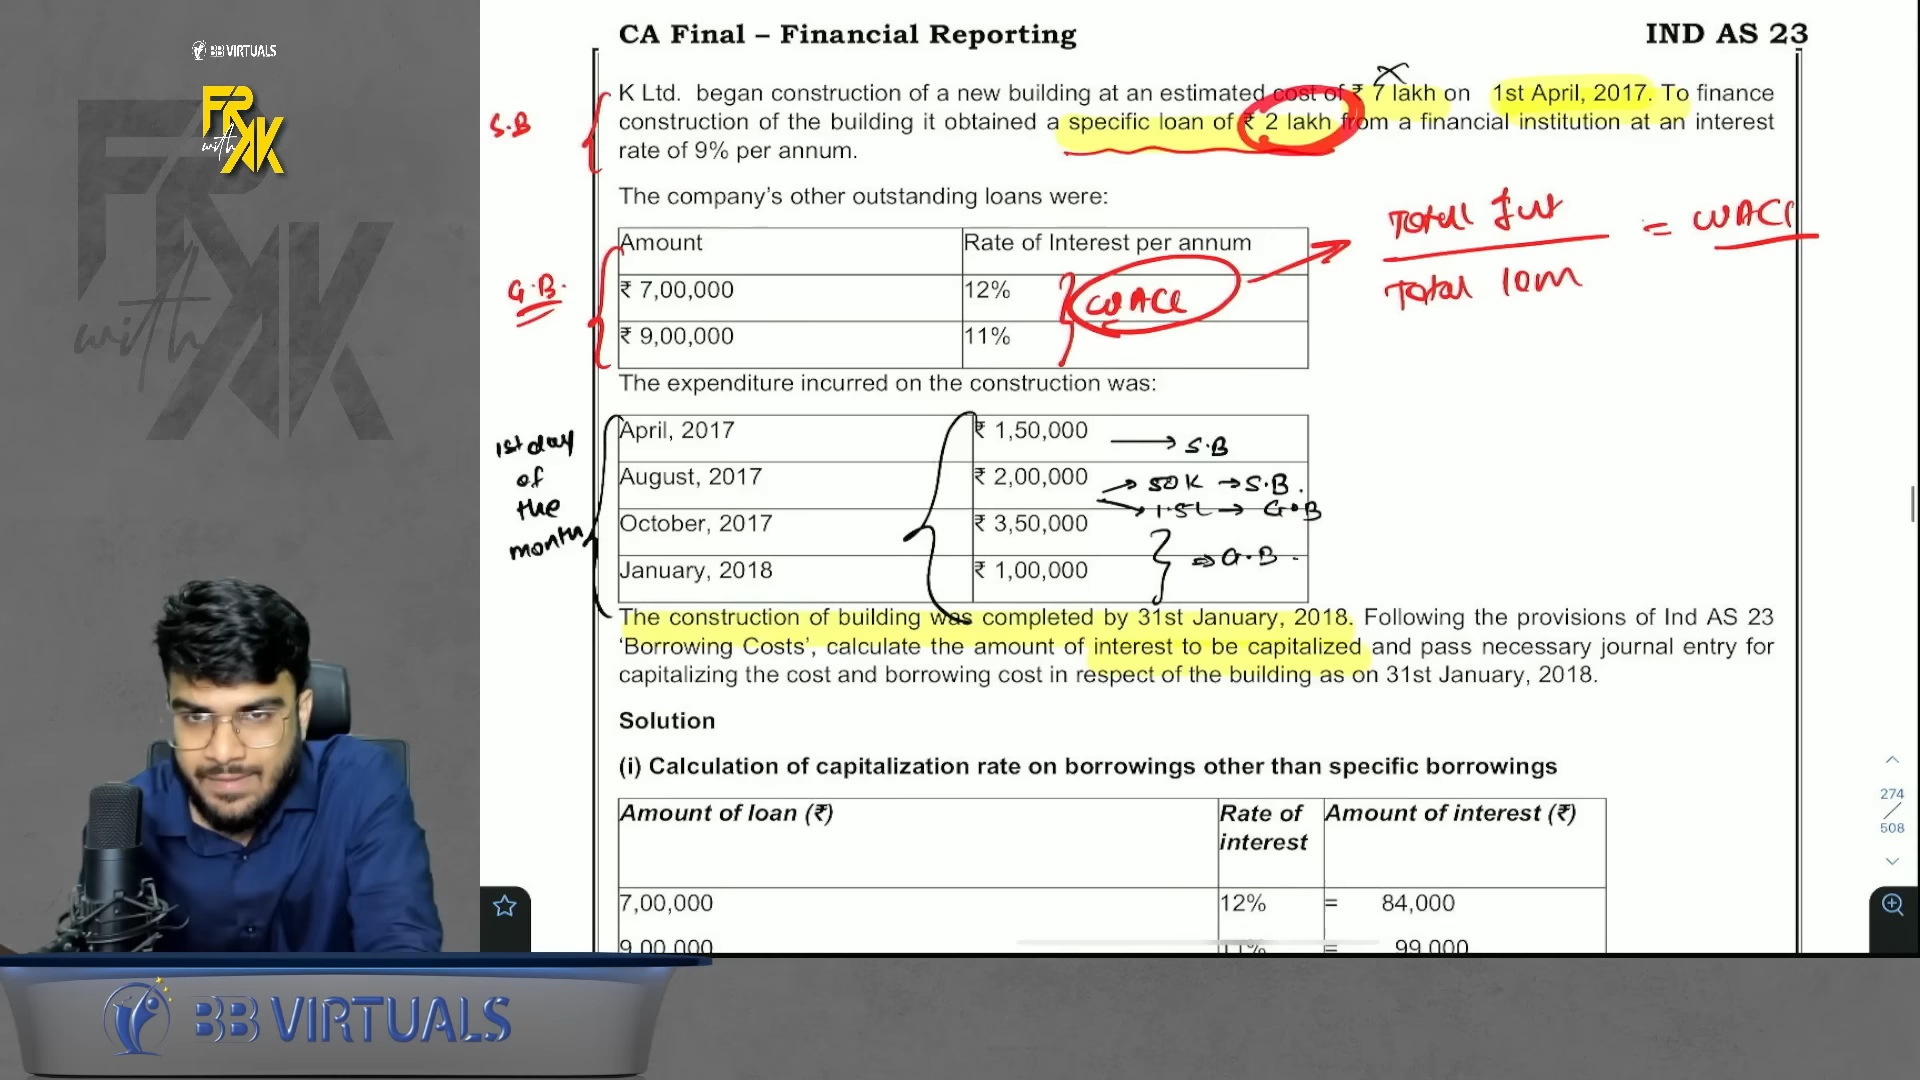 BB VIRTUALS
FR
with
KK
CA Final – Financial Reporting
IND AS 23
S.B
K Ltd. began construction of a new building at an estimated cost of ₹ 7 lakh on 1st April, 2017. To finance
construction of the building it obtained a specific loan of ₹ 2 lakh from a financial institution at an interest
rate of 9% per annum.
The company's other outstanding loans were:
Amount Rate of Interest per annum
G.B.
₹ 7,00,000 12%
₹ 9,00,000 11%
Total
Total
The expenditure incurred on the construction was:
1st day
of
the
month
April, 2017 ₹ 1,50,000 → S.B
August, 2017 ₹ 2,00,000 → 50K → S.B.
→ 1.5L → G.B
October, 2017 ₹ 3,50,000
January, 2018 ₹ 1,00,000 ⇒ G.B.
The construction of building was completed by 31st January, 2018. Following the provisions of Ind AS 23
'Borrowing Costs', calculate the amount of interest to be capitalized and pass necessary journal entry for
capitalizing the cost and borrowing cost in respect of the building as on 31st January, 2018.
Solution
(i) Calculation of capitalization rate on borrowings other than specific borrowings
Amount of loan (₹) Rate of interest Amount of interest (₹)
7,00,000 12% = 84,000
9,00,000 11% = 99,000
274
/
508
BB VIRTUALS